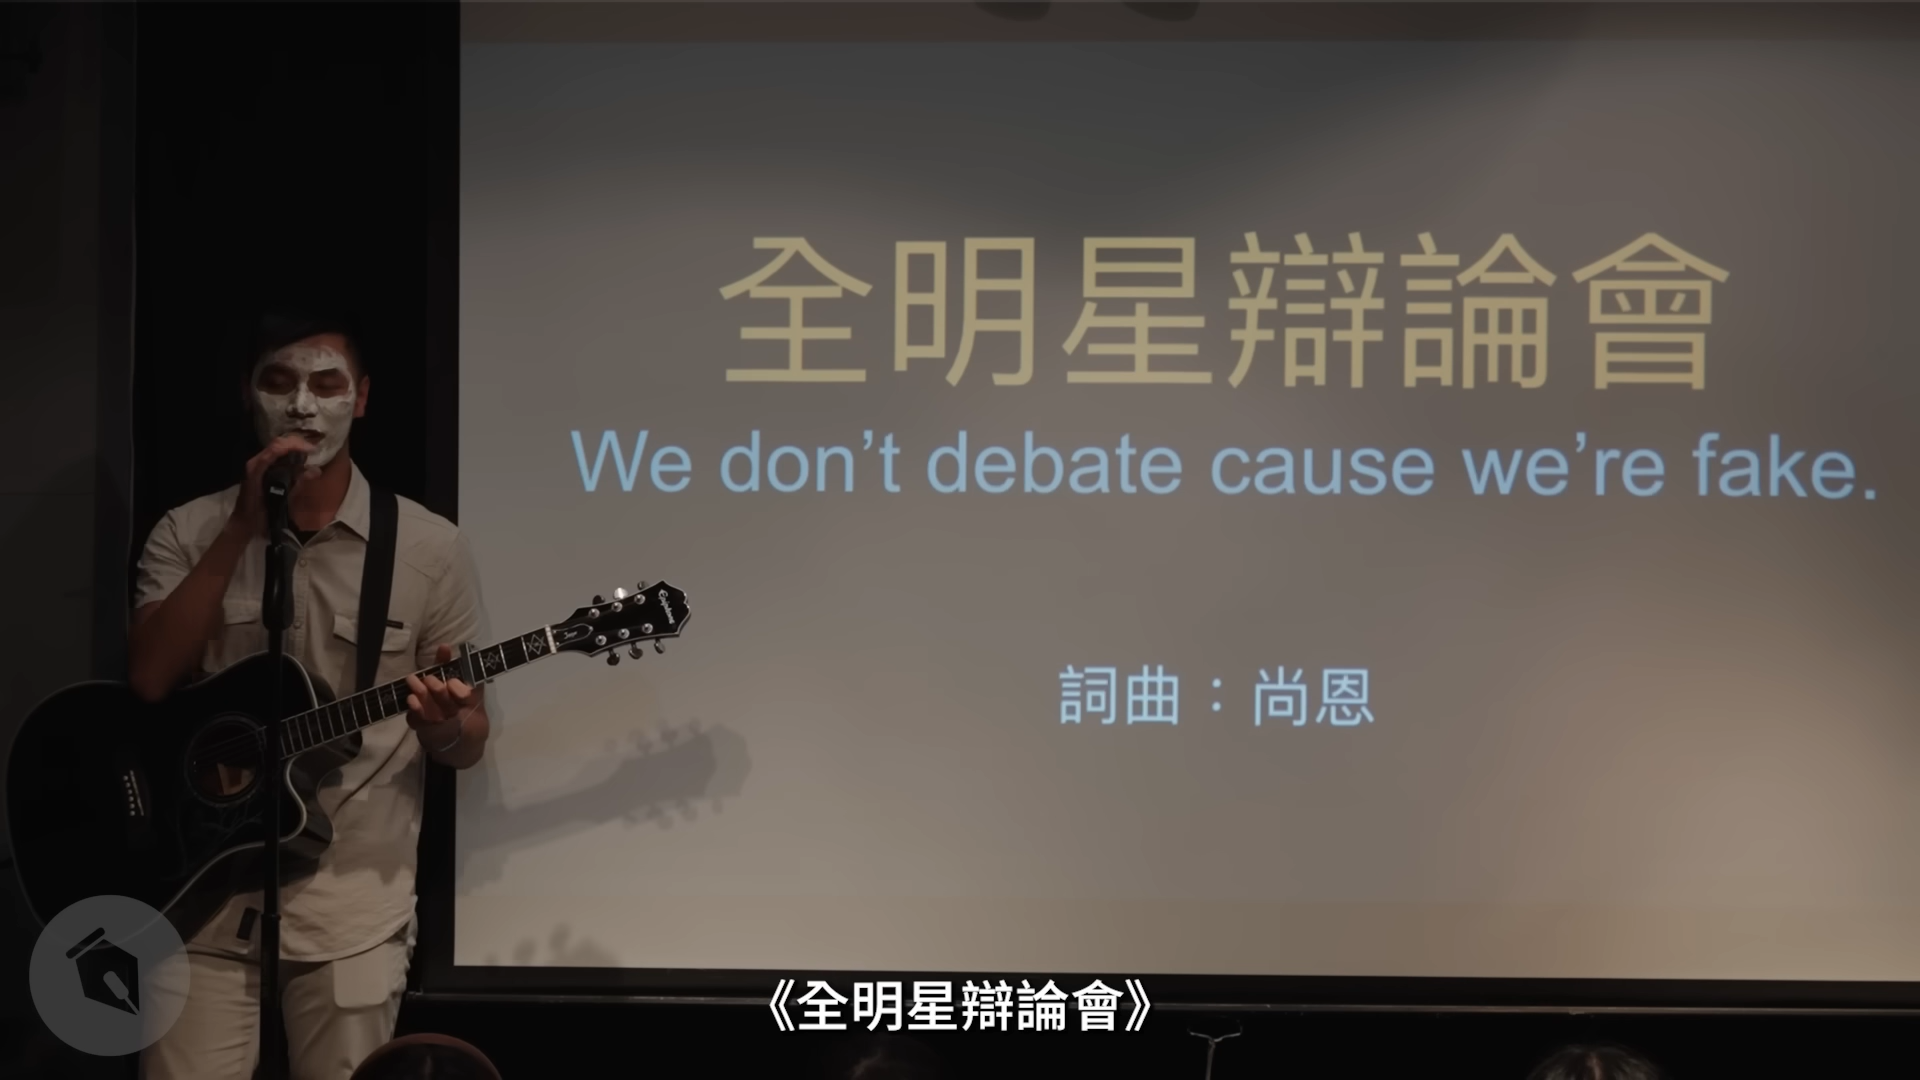 全明星辯論會
We don't debate cause we're fake.
詞曲：尚恩
Epiphone
《全明星辯論會》